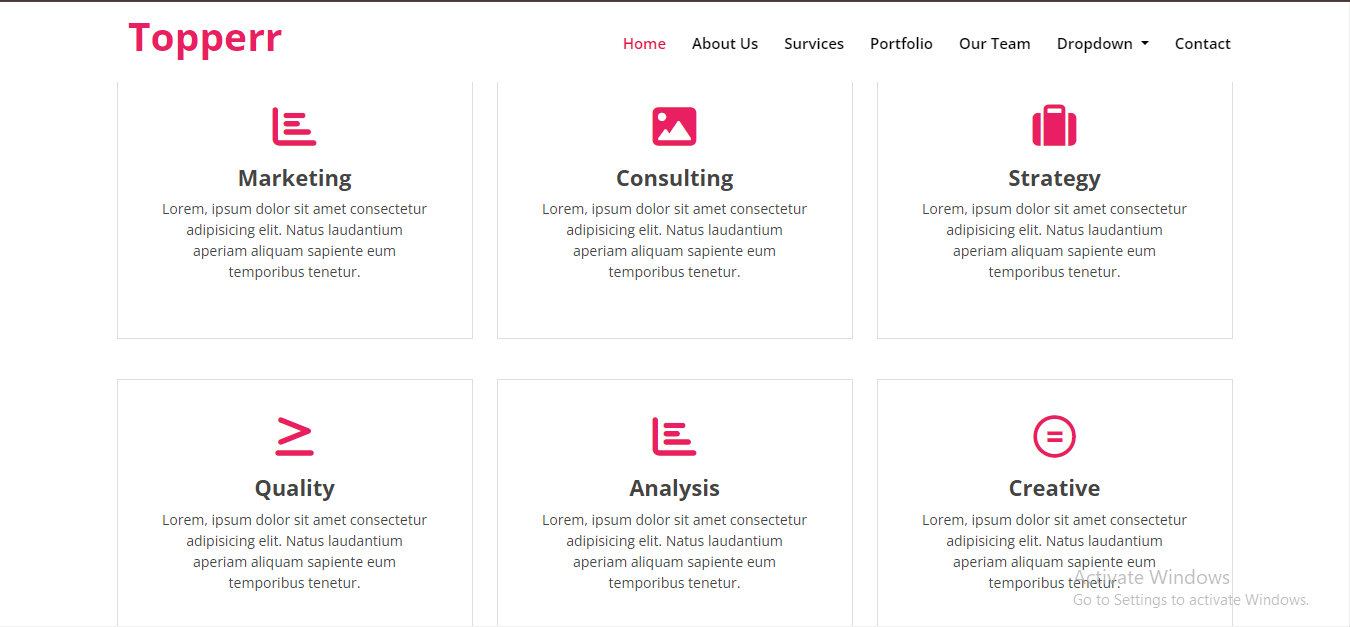 Topperr
Home About Us Survices Portfolio Our Team Dropdown Contact
Marketing
Lorem, ipsum dolor sit amet consectetur
adipisicing elit. Natus laudantium
aperiam aliquam sapiente eum
temporibus tenetur.
Consulting
Lorem, ipsum dolor sit amet consectetur
adipisicing elit. Natus laudantium
aperiam aliquam sapiente eum
temporibus tenetur.
Strategy
Lorem, ipsum dolor sit amet consectetur
adipisicing elit. Natus laudantium
aperiam aliquam sapiente eum
temporibus tenetur.
Quality
Lorem, ipsum dolor sit amet consectetur
adipisicing elit. Natus laudantium
aperiam aliquam sapiente eum
temporibus tenetur.
Analysis
Lorem, ipsum dolor sit amet consectetur
adipisicing elit. Natus laudantium
aperiam aliquam sapiente eum
temporibus tenetur.
Creative
Lorem, ipsum dolor sit amet consectetur
adipisicing elit. Natus laudantium
aperiam aliquam sapiente eum
temporibus tenetur.
Activate Windows
Go to Settings to activate Windows.